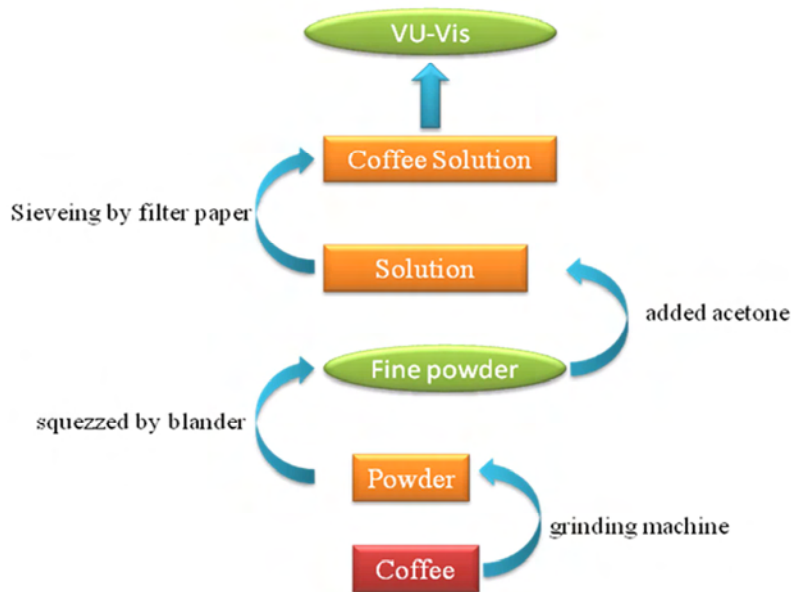 VU-Vis
Coffee Solution
Sieveing by filter paper
Solution
added acetone
Fine powder
squezzed by blander
Powder
grinding machine
Coffee